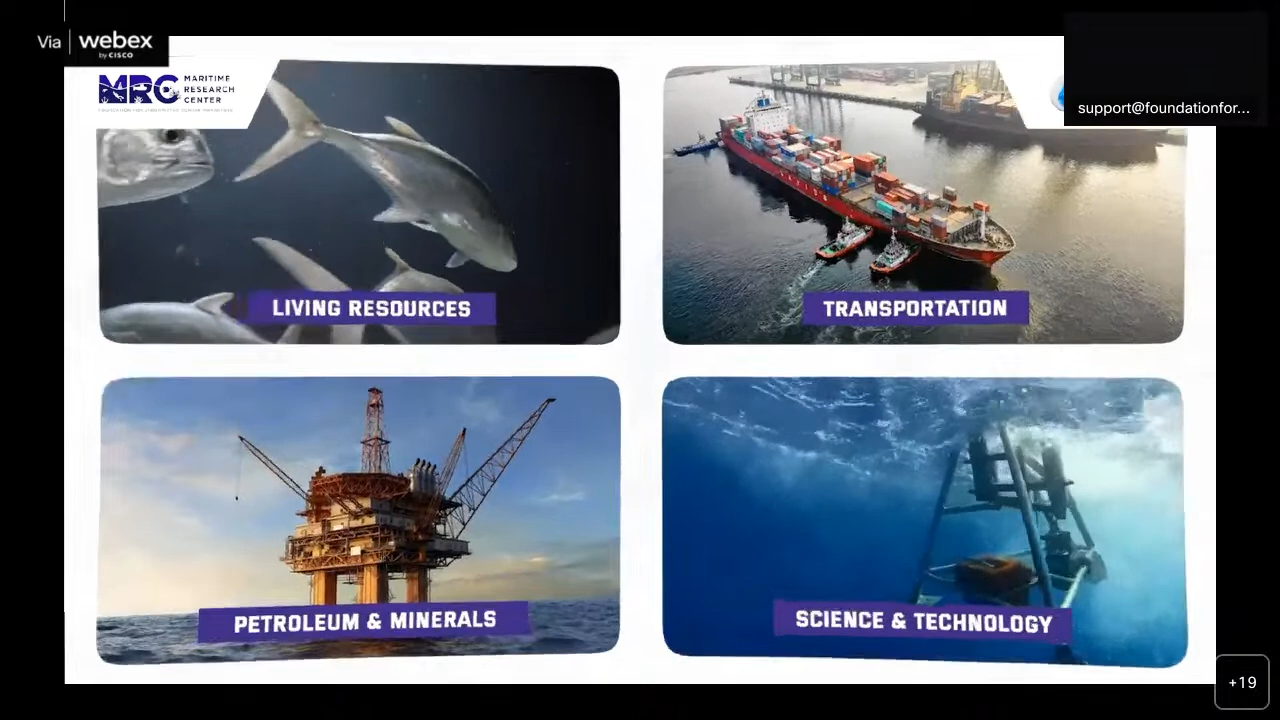 Via webex
by CISCO
MRC MARITIME
RESEARCH
CENTER
support@foundationfor...
LIVING RESOURCES
TRANSPORTATION
PETROLEUM & MINERALS
SCIENCE & TECHNOLOGY
+19